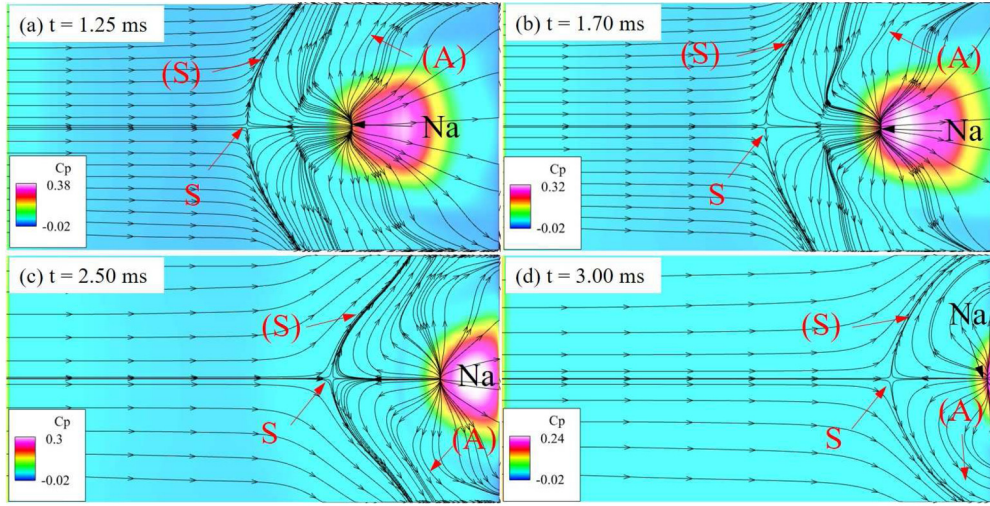 (a) t = 1.25 ms
(S)
(A)
Na
S
Cp
0.38
-0.02
(b) t = 1.70 ms
(S)
(A)
Na
S
Cp
0.32
-0.02
(c) t = 2.50 ms
(S)
Na
S
(A)
Cp
0.3
-0.02
(d) t = 3.00 ms
Na
(S)
S
(A)
Cp
0.24
-0.02